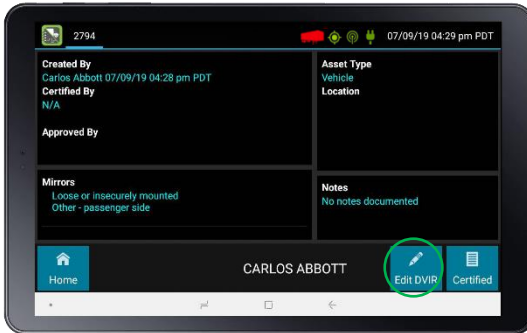 2794
07/09/19 04:29 pm PDT
Created By
Carlos Abbott 07/09/19 04:28 pm PDT
Certified By
N/A
Approved By
Asset Type
Vehicle
Location
Mirrors
Loose or insecurely mounted
Other - passenger side
Notes
No notes documented
Home
CARLOS ABBOTT
Edit DVIR
Certified